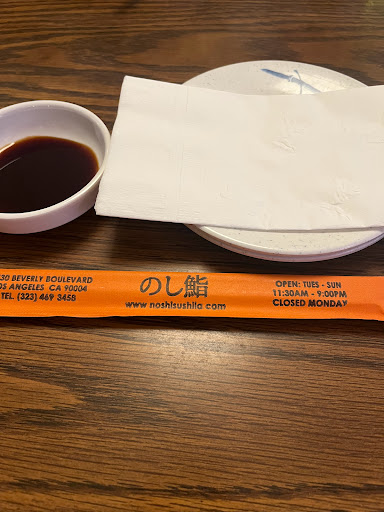 30 BEVERLY BOULEVARD
OS ANGELES CA 90004
TEL. (323) 469 3458
のし鮨
www.noshisushila.com
OPEN: TUES - SUN
11:30AM - 9:00PM
CLOSED MONDAY